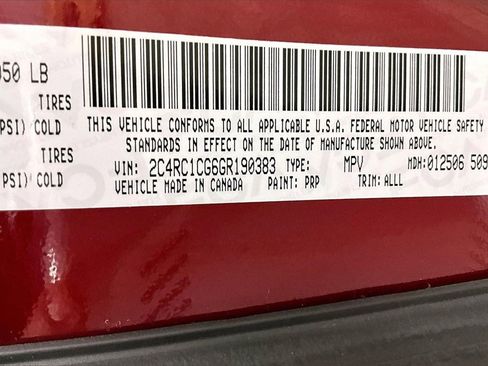 050 LB
TIRES
PSI) COLD
TIRES
PSI) COLD
THIS VEHICLE CONFORMS TO ALL APPLICABLE U.S.A. FEDERAL MOTOR VEHICLE SAFETY
STANDARDS IN EFFECT ON THE DATE OF MANUFACTURE SHOWN ABOVE.
VIN: 2C4RC1CG6GR190383 TYPE: MPV MDH: 012506 509
VEHICLE MADE IN CANADA PAINT: PRP TRIM: ALLL